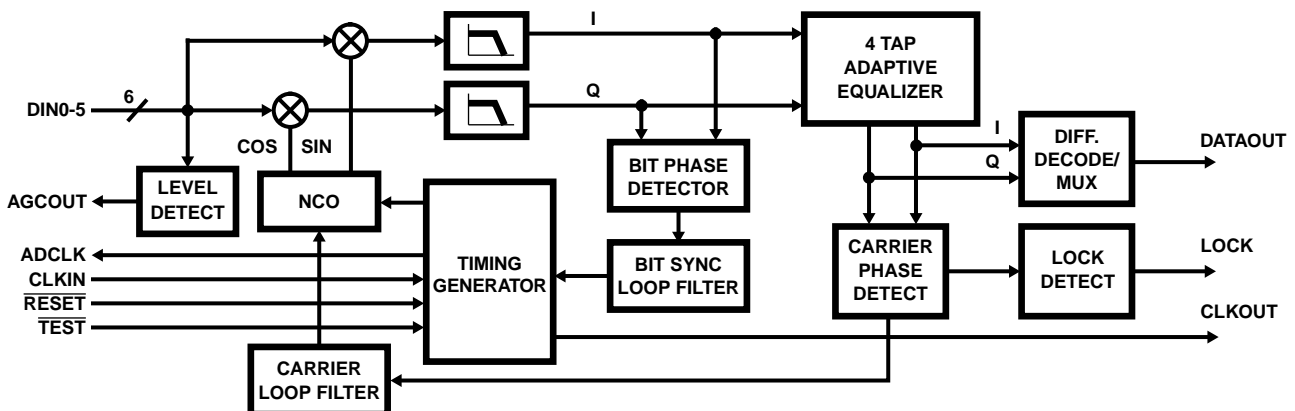 I
4 TAP
ADAPTIVE
EQUALIZER
DIN0-5
6
Q
COS
SIN
I
Q
DIFF.
DECODE/
MUX
DATAOUT
AGCOUT
LEVEL
DETECT
NCO
BIT PHASE
DETECTOR
ADCLK
CLKIN
RESET
TEST
TIMING
GENERATOR
BIT SYNC
LOOP FILTER
CARRIER
PHASE
DETECT
LOCK
DETECT
LOCK
CLKOUT
CARRIER
LOOP FILTER